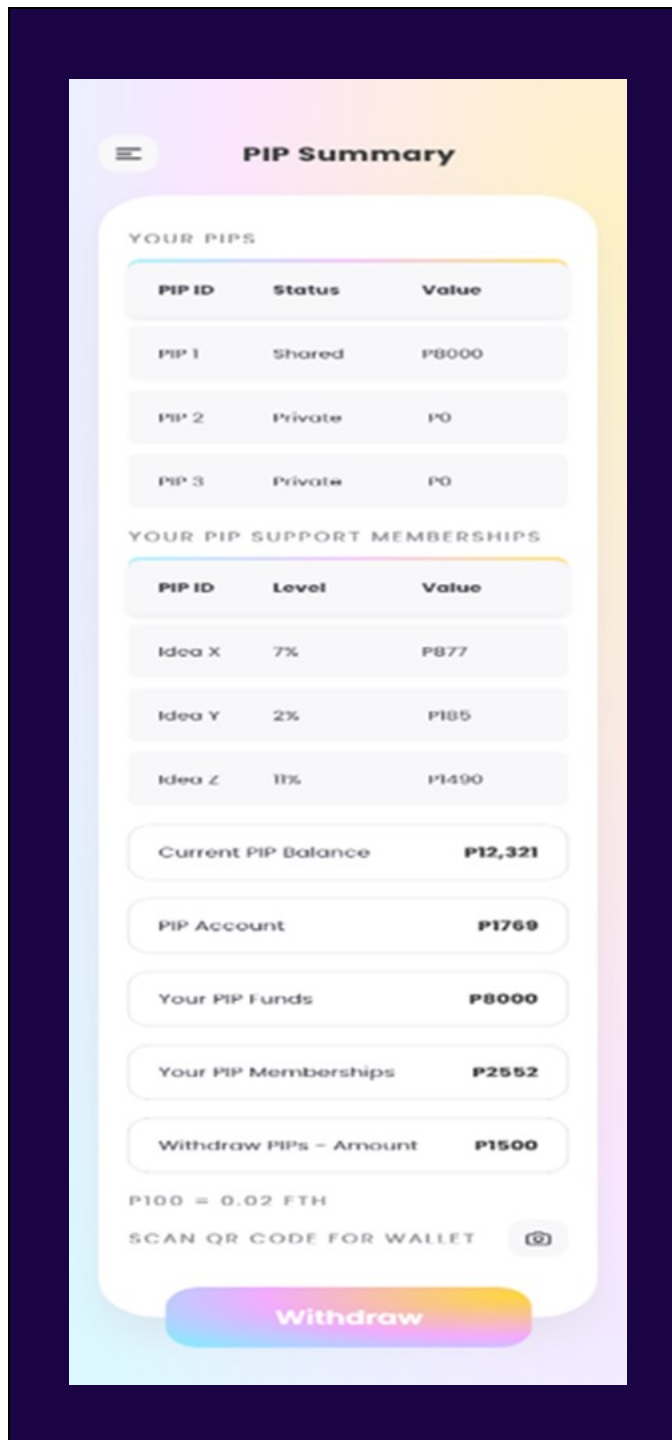 PIP Summary
YOUR PIPS
PIP ID Status Value
PIP 1 Shared P8000
PIP 2 Private P0
PIP 3 Private P0
YOUR PIP SUPPORT MEMBERSHIPS
PIP ID Level Value
Idea X 7% P877
Idea Y 2% P185
Idea Z 11% P1490
Current PIP Balance P12,321
PIP Account P1769
Your PIP Funds P8000
Your PIP Memberships P2552
Withdraw PIPs - Amount P1500
P100 = 0.02 FTH
SCAN QR CODE FOR WALLET
Withdraw